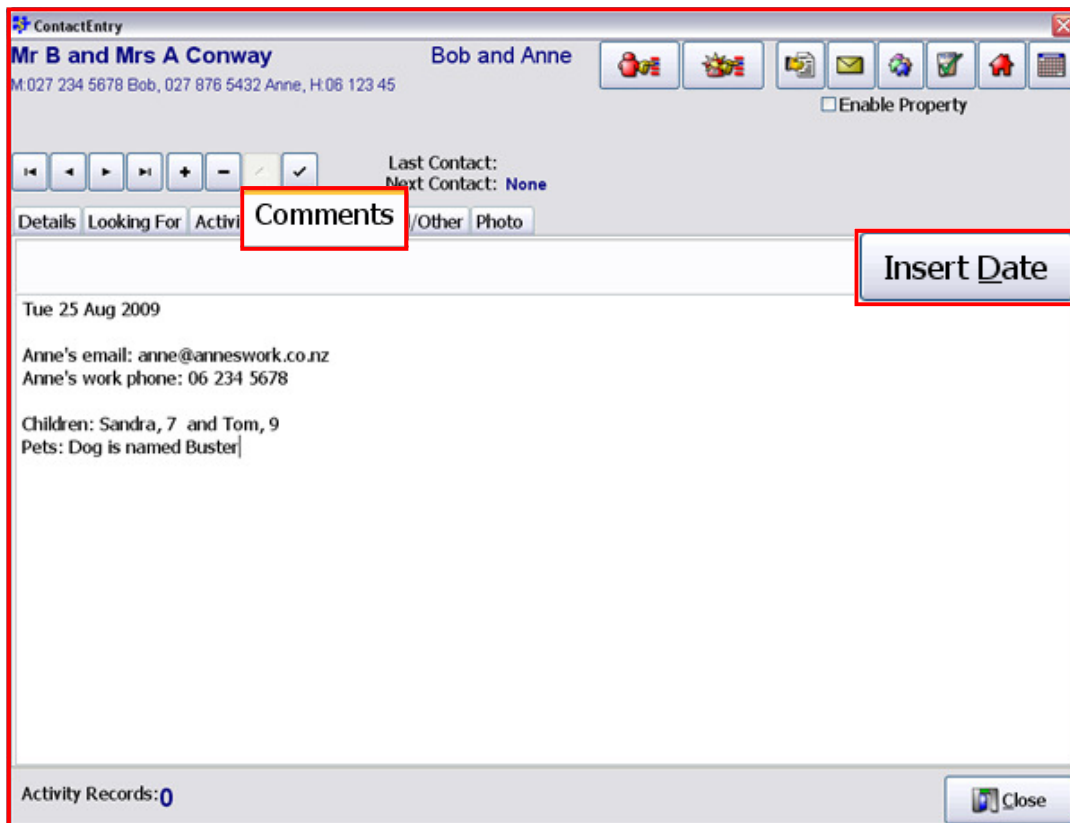 ContactEntry
Mr B and Mrs A Conway
Bob and Anne
M:027 234 5678 Bob, 027 876 5432 Anne, H:06 123 45
Enable Property
Last Contact:
Next Contact: None
Details Looking For Activi Comments /Other Photo
Insert Date
Tue 25 Aug 2009
Anne's email: anne@anneswork.co.nz
Anne's work phone: 06 234 5678
Children: Sandra, 7 and Tom, 9
Pets: Dog is named Buster
Activity Records:0
Close